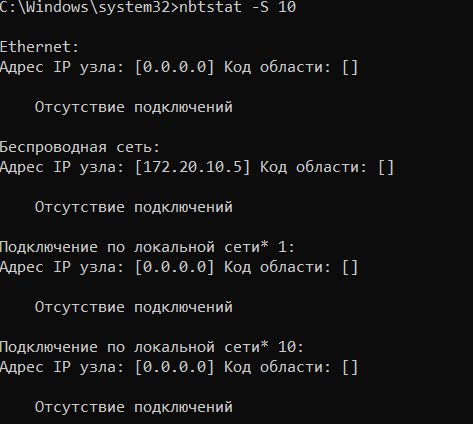 C:\Windows\system32>nbtstat -S 10
Ethernet:
Адрес IP узла: [0.0.0.0] Код области: []
Отсутствие подключений
Беспроводная сеть:
Адрес IP узла: [172.20.10.5] Код области: []
Отсутствие подключений
Подключение по локальной сети* 1:
Адрес IP узла: [0.0.0.0] Код области: []
Отсутствие подключений
Подключение по локальной сети* 10:
Адрес IP узла: [0.0.0.0] Код области: []
Отсутствие подключений